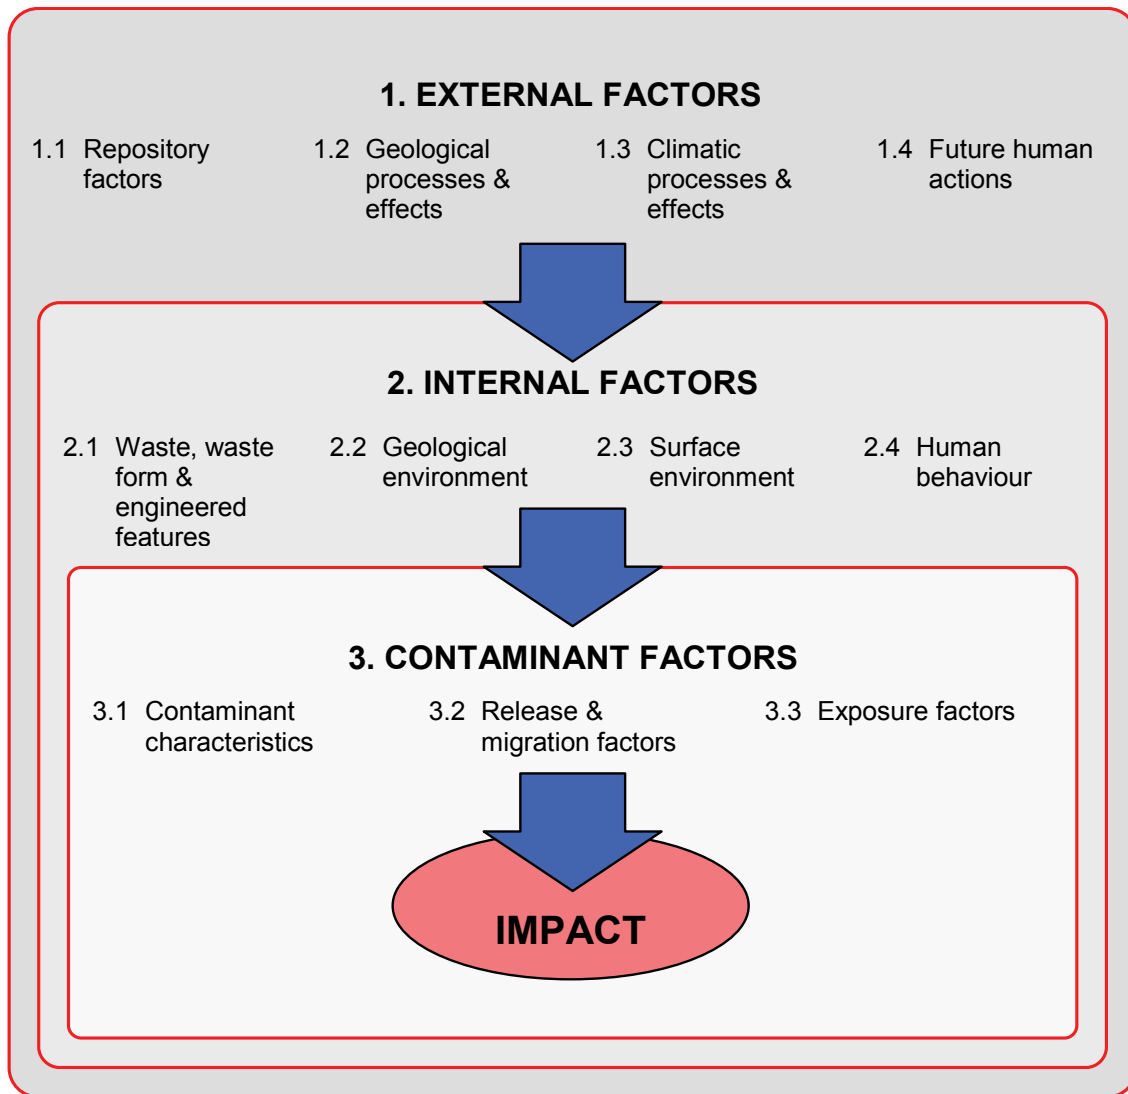 1. EXTERNAL FACTORS
1.1 Repository
factors
1.2 Geological
processes &
effects
1.3 Climatic
processes &
effects
1.4 Future human
actions
2. INTERNAL FACTORS
2.1 Waste, waste
form &
engineered
features
2.2 Geological
environment
2.3 Surface
environment
2.4 Human
behaviour
3. CONTAMINANT FACTORS
3.1 Contaminant
characteristics
3.2 Release &
migration factors
3.3 Exposure factors
IMPACT